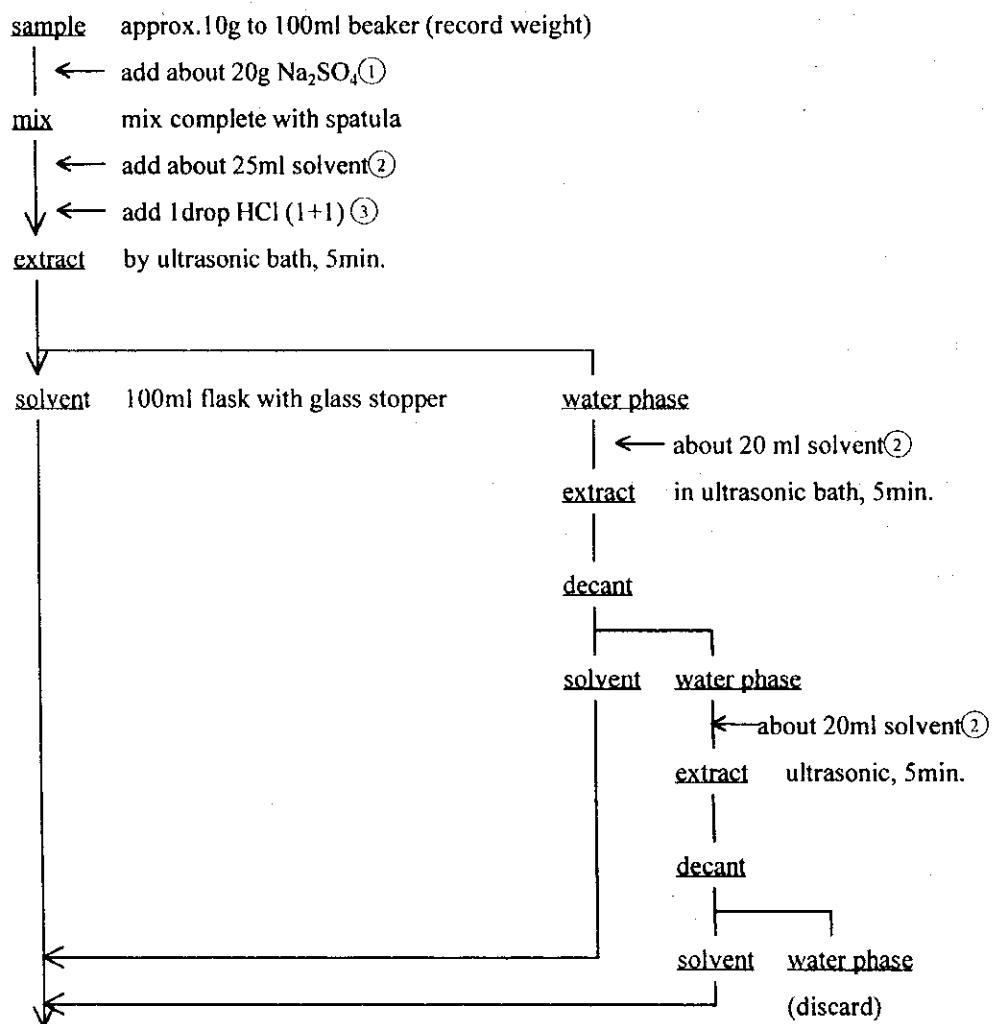 sample approx.10g to 100ml beaker (record weight)
add about 20g Na₂SO₄①
mix mix complete with spatula
add about 25ml solvent②
add 1drop HCl (1+1) ③
extract by ultrasonic bath, 5min.
solvent 100ml flask with glass stopper water phase
about 20 ml solvent②
extract in ultrasonic bath, 5min.
decant
solvent water phase
about 20ml solvent②
extract ultrasonic, 5min.
decant
solvent water phase
(discard)